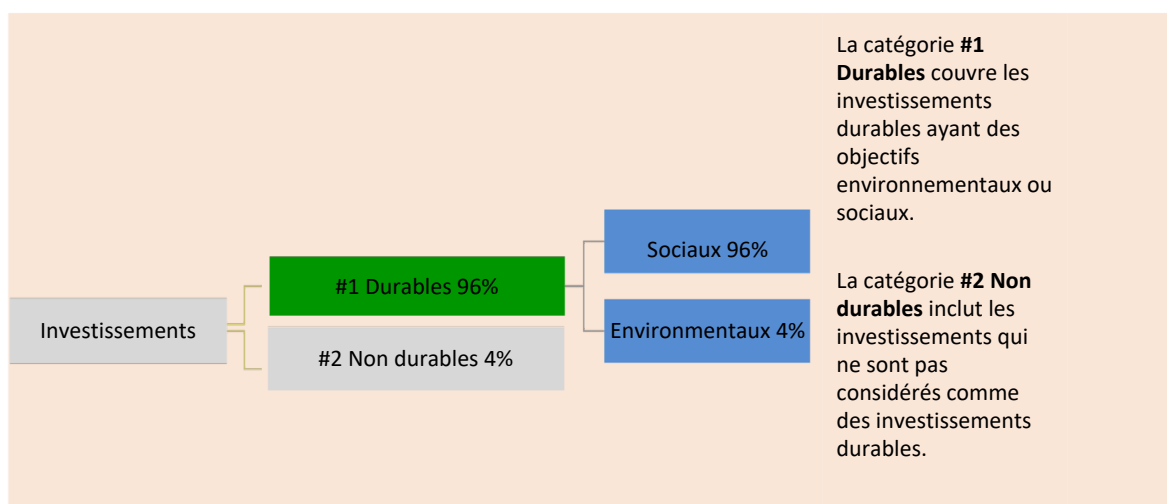 La catégorie #1
Durables couvre les
investissements
durables ayant des
objectifs
environnementaux ou
sociaux.
Sociaux 96%
#1 Durables 96%
La catégorie #2 Non
durables inclut les
investissements qui
ne sont pas
considérés comme
des investissements
durables.
Investissements
Environmentaux 4%
#2 Non durables 4%